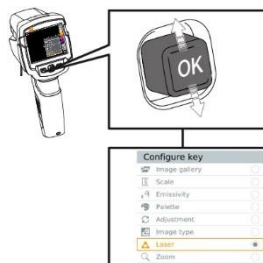 OK
Configure key
Image gallery
Scale
Emissivity
Palette
Adjustment
Image type
Laser
Zoom